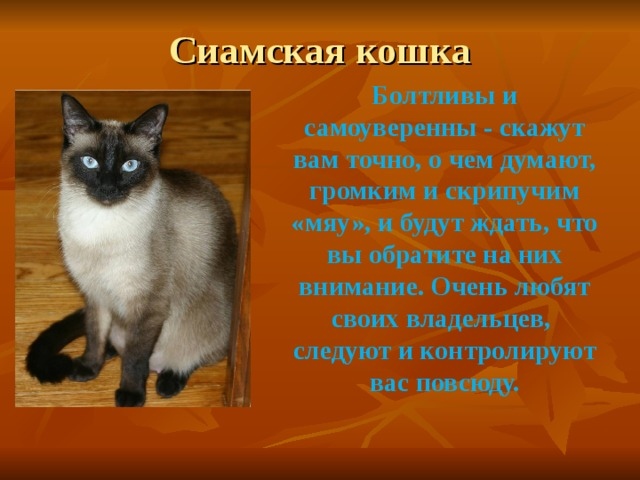 Сиамская кошка
Болтливы и
самоуверенны - скажут
вам точно, о чем думают,
громким и скрипучим
«мяу», и будут ждать, что
вы обратите на них
внимание. Очень любят
своих владельцев,
следуют и контролируют
вас повсюду.